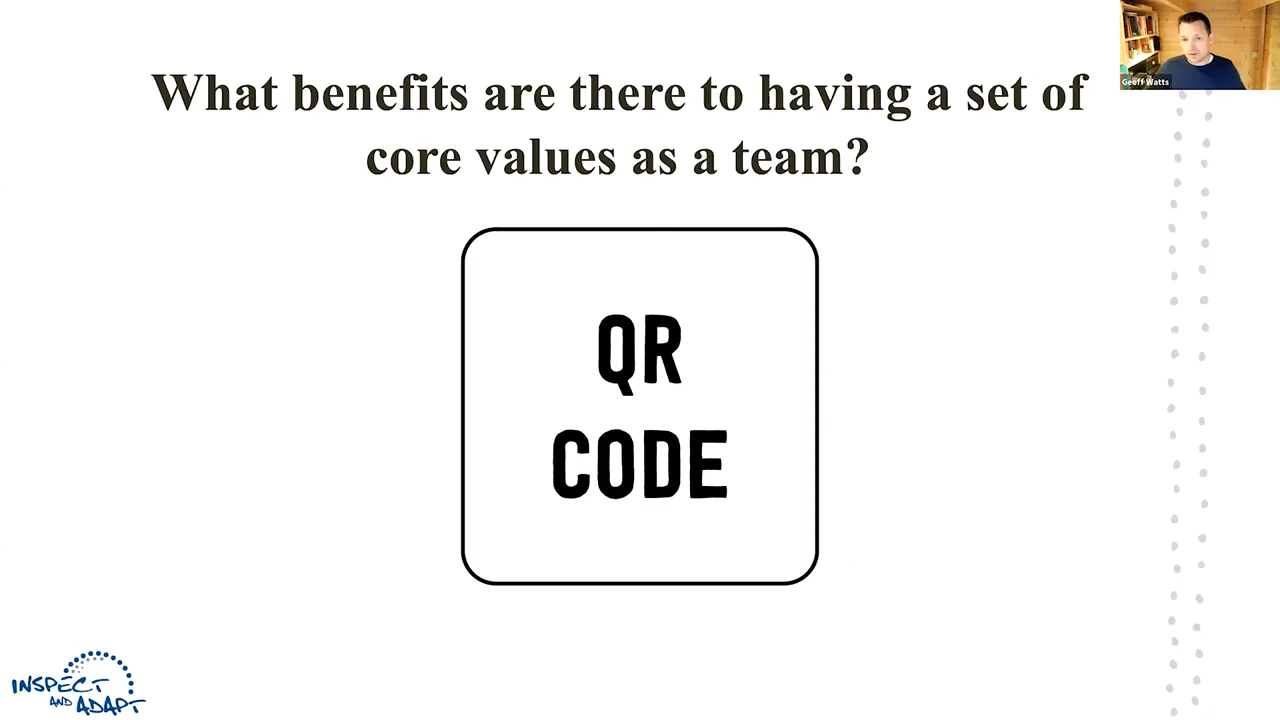 What benefits are there to having a set of
core values as a team?
Geoff Watts
QR
CODE
INSPECT
AND ADAPT